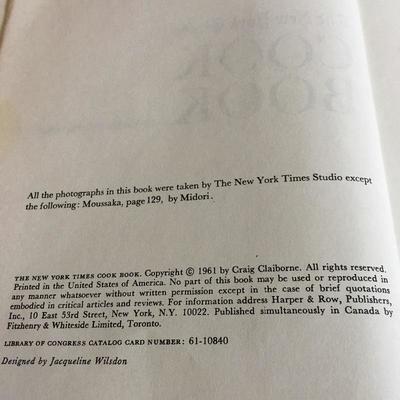 All the photographs in this book were taken by The New York Times Studio except
the following: Moussaka, page 129, by Midori.
THE NEW YORK TIMES COOK BOOK. Copyright © 1961 by Craig Claiborne. All rights reserved.
Printed in the United States of America. No part of this book may be used or reproduced in
any manner whatsoever without written permission except in the case of brief quotations
embodied in critical articles and reviews. For information address Harper & Row, Publishers,
Inc., 10 East 53rd Street, New York, N.Y. 10022. Published simultaneously in Canada by
Fitzhenry & Whiteside Limited, Toronto.
LIBRARY OF CONGRESS CATALOG CARD NUMBER: 61-10840
Designed by Jacqueline Wilsdon